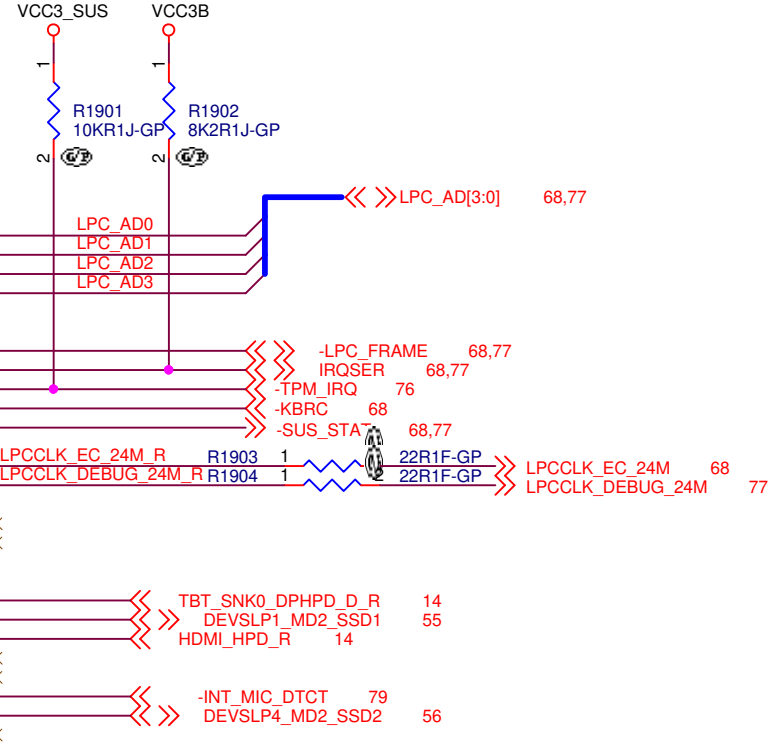 VCC3_SUS VCC3B
1 1
R1901 R1902
10KR1J-GP 8K2R1J-GP
2 G/P 2 G/P
LPC_AD[3:0] 68,77
LPC_AD0
LPC_AD1
LPC_AD2
LPC_AD3
-LPC_FRAME 68,77
IRQSER 68,77
-TPM_IRQ 76
-KBRC 68
-SUS_STAT 68,77
LPCCLK_EC_24M_R R1903 1 22R1F-GP
LPCCLK_EC_24M 68
LPCCLK_DEBUG_24M_R R1904 1 2 22R1F-GP
LPCCLK_DEBUG_24M 77
TBT_SNK0_DPHPD_D_R 14
DEVSLP1_MD2_SSD1 55
HDMI_HPD_R 14
-INT_MIC_DTCT 79
DEVSLP4_MD2_SSD2 56